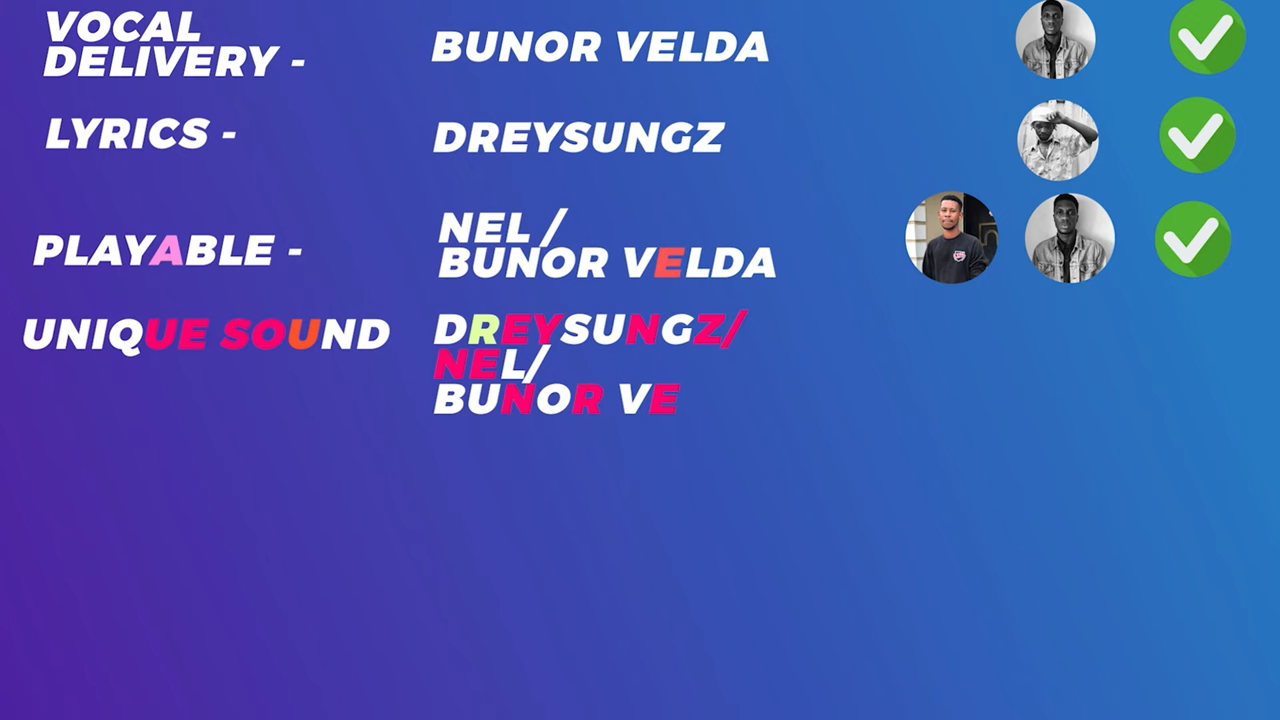 VOCAL
DELIVERY -
BUNOR VELDA
LYRICS -
DREYSUNGZ
PLAYABLE -
NEL /
BUNOR VELDA
UNIQUE SOUND
DREYSUNGZ/
NEL/
BUNOR VE